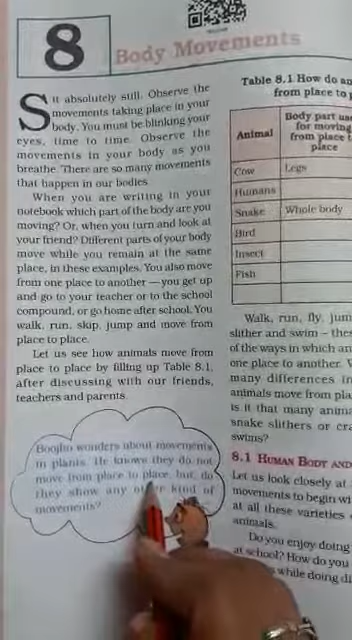 8
Body Movements
Sit absolutely still. Observe the
movements taking place in your
body. You must be blinking your
eyes, time to time. Observe the
movements in your body as you
breathe. There are so many movements
that happen in our bodies.
When you are writing in your
notebook which part of the body are you
moving? Or, when you turn and look at
your friend? Different parts of your body
move while you remain at the same
place, in these examples. You also move
from one place to another — you get up
and go to your teacher or to the school
compound, or go home after school. You
walk, run, skip, jump and move from
place to place.
Let us see how animals move from
place to place by filling up Table 8.1,
after discussing with our friends,
teachers and parents.
Boojho wonders about movements
in plants. He knows they do not
move from place to place, but, do
they show any other kind of
movements?
Table 8.1 How do an
from place to p
Animal
Body part us
for moving
from place t
place
Cow Legs
Humans
Snake Whole body
Bird
Insect
Fish
Walk, run, fly, jum
slither and swim – thes
of the ways in which an
one place to another.
many differences in
animals move from pla
is it that many anima
snake slithers or cra
swims?
8.1 HUMAN BODY AND
Let us look closely at
movements to begin wi
at all these varieties
animals.
Do you enjoy doing
at school? How do you
while doing di